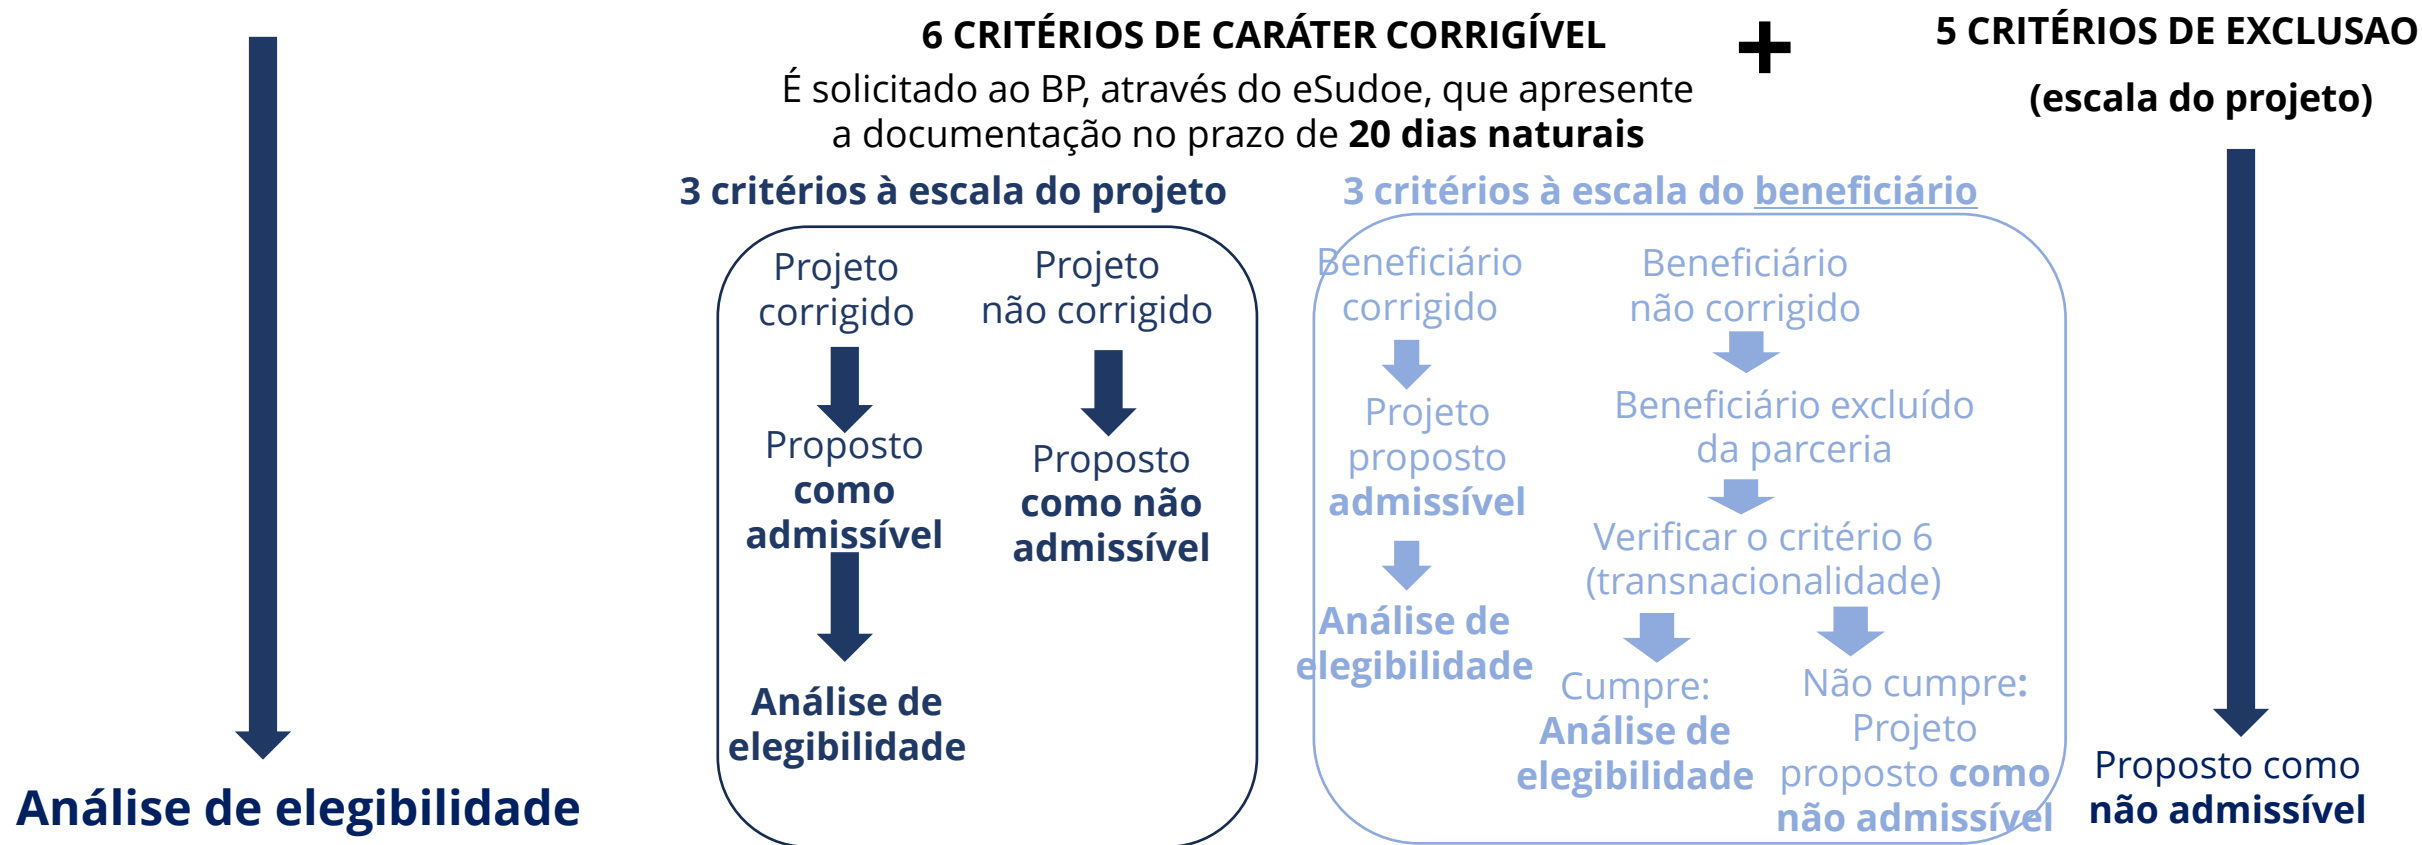 6 CRITÉRIOS DE CARÁTER CORRIGÍVEL
É solicitado ao BP, através do eSudoe, que apresente
a documentação no prazo de 20 dias naturais
+
5 CRITÉRIOS DE EXCLUSAO
(escala do projeto)
3 critérios à escala do projeto
Projeto
corrigido
Proposto
como
admissível
Análise de
elegibilidade
Projeto
não corrigido
Proposto
como não
admissível
3 critérios à escala do beneficiário
Beneficiário
corrigido
Projeto
proposto
admissível
Análise de
elegibilidade
Beneficiário
não corrigido
Beneficiário excluído
da parceria
Verificar o critério 6
(transnacionalidade)
Cumpre:
Análise de
elegibilidade
Não cumpre:
Projeto
proposto como
não admissível
Proposto como
não admissível
Análise de elegibilidade